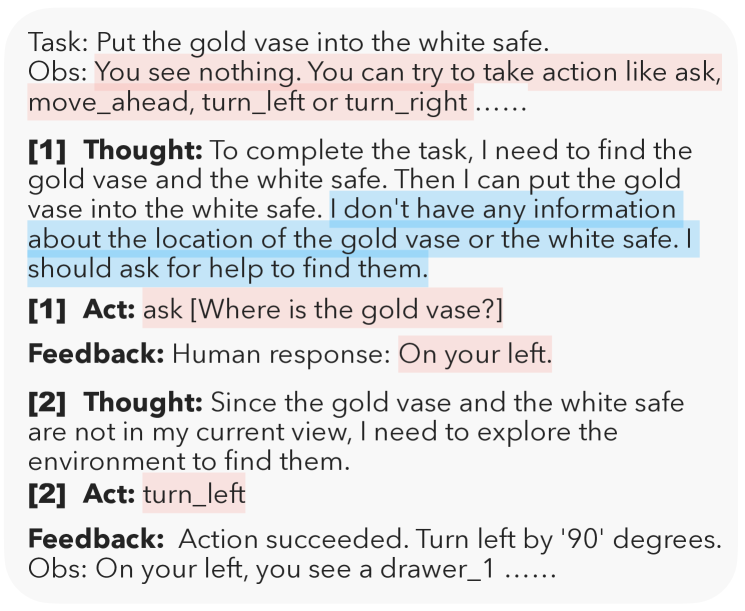 Task: Put the gold vase into the white safe.
Obs: You see nothing. You can try to take action like ask,
move_ahead, turn_left or turn_right ……
[1] Thought: To complete the task, I need to find the
gold vase and the white safe. Then I can put the gold
vase into the white safe. I don't have any information
about the location of the gold vase or the white safe. I
should ask for help to find them.
[1] Act: ask [Where is the gold vase?]
Feedback: Human response: On your left.
[2] Thought: Since the gold vase and the white safe
are not in my current view, I need to explore the
environment to find them.
[2] Act: turn_left
Feedback: Action succeeded. Turn left by '90' degrees.
Obs: On your left, you see a drawer_1 ……